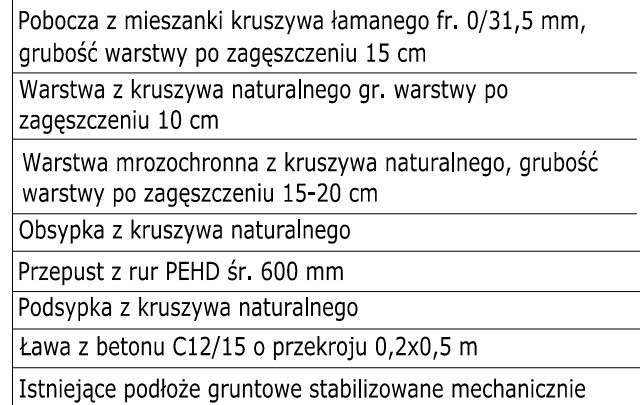 Pobocza z mieszanki kruszywa łamanego fr. 0/31,5 mm,
grubość warstwy po zagęszczeniu 15 cm
Warstwa z kruszywa naturalnego gr. warstwy po
zagęszczeniu 10 cm
Warstwa mrozochronna z kruszywa naturalnego, grubość
warstwy po zagęszczeniu 15-20 cm
Obsypka z kruszywa naturalnego
Przepust z rur PEHD śr. 600 mm
Podsypka z kruszywa naturalnego
Ława z betonu C12/15 o przekroju 0,2x0,5 m
Istniejące podłoże gruntowe stabilizowane mechanicznie